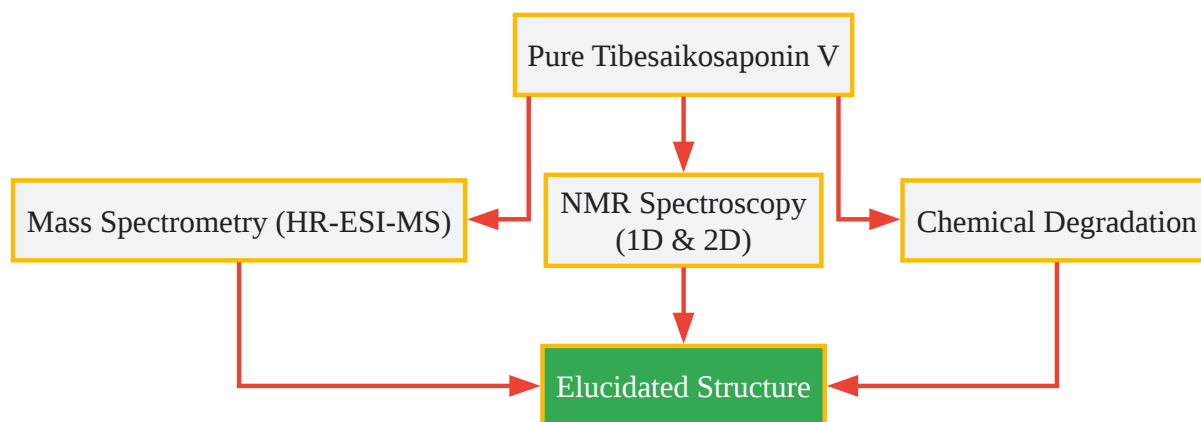 Pure Tibesaikosaponin V
Mass Spectrometry (HR-ESI-MS)
NMR Spectroscopy
(1D & 2D)
Chemical Degradation
Elucidated Structure